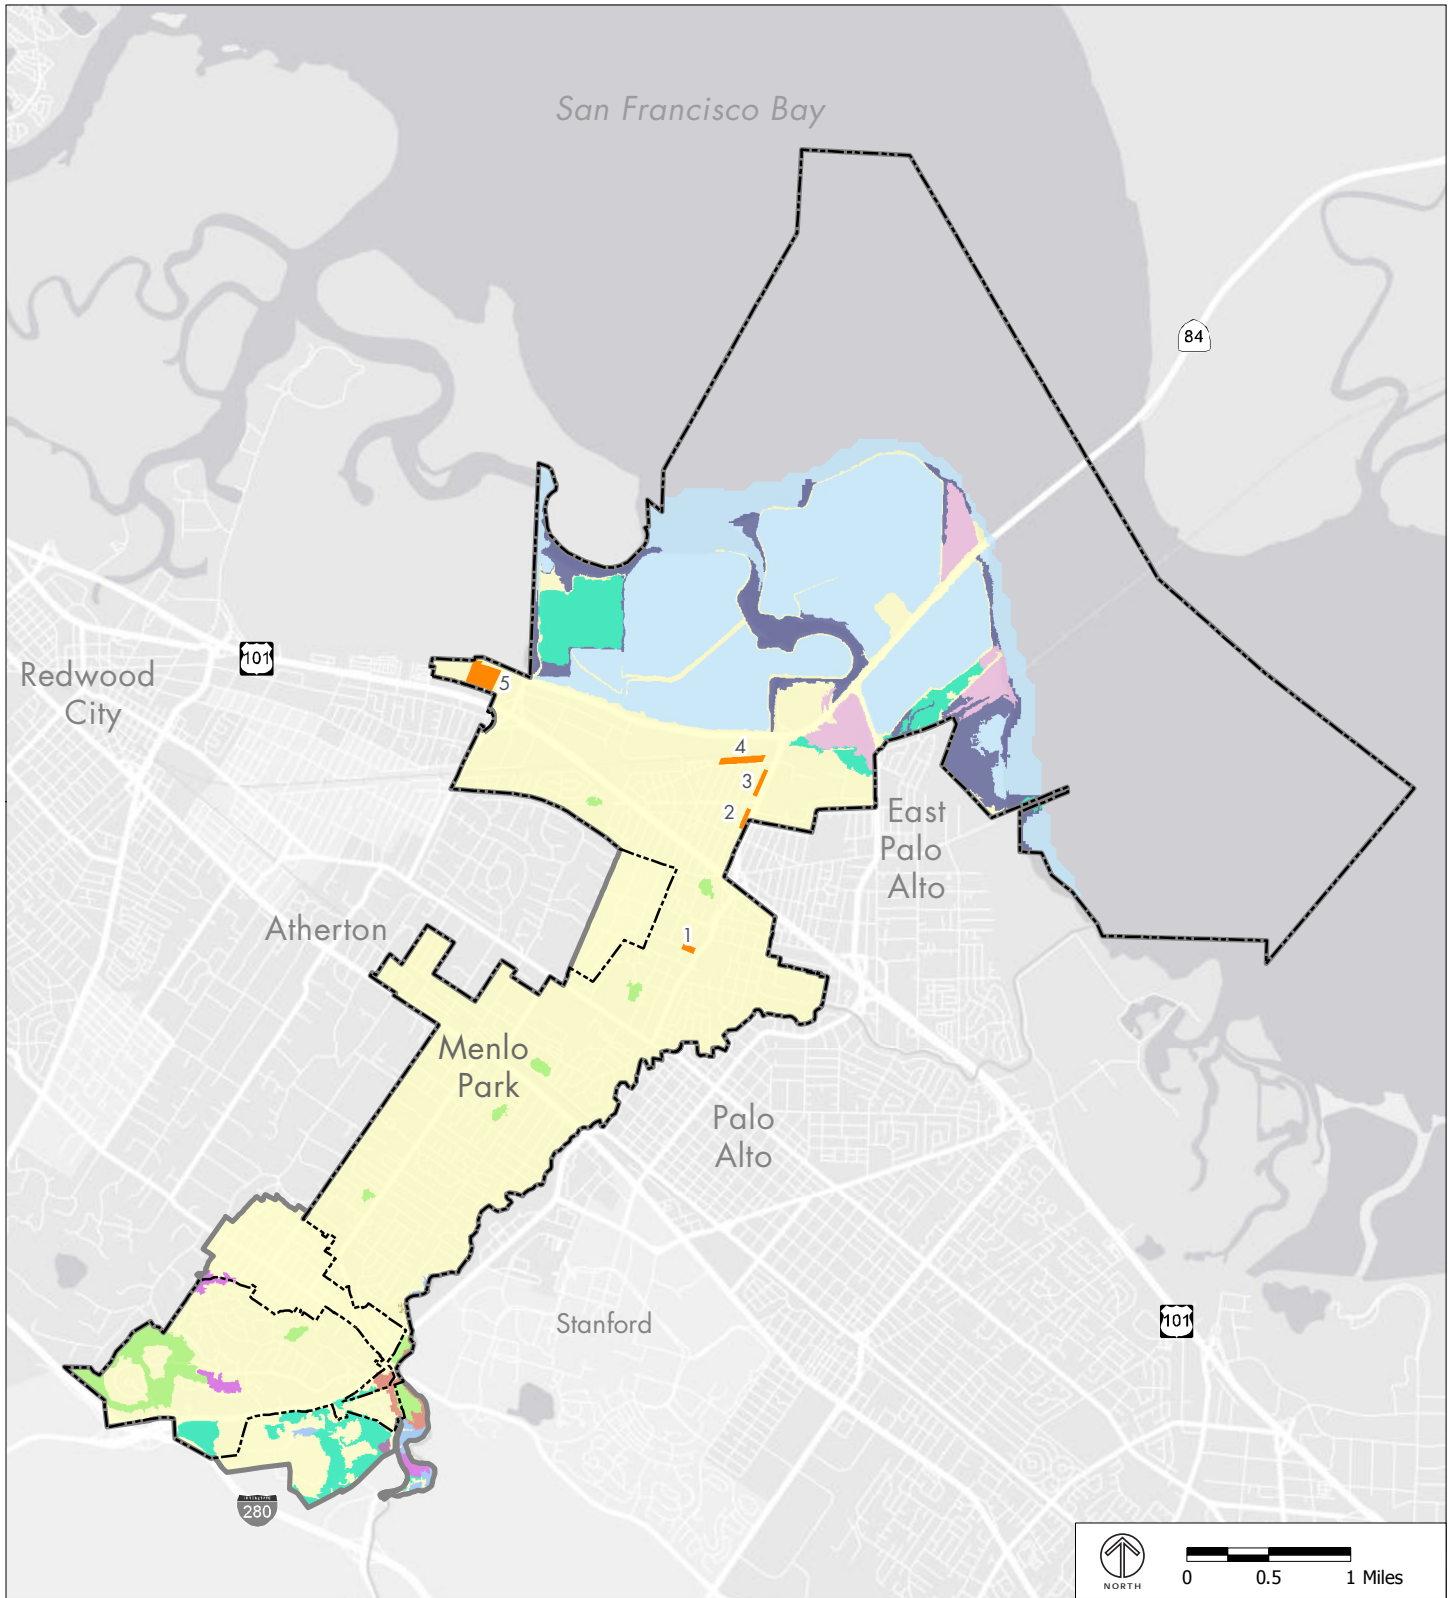 San Francisco Bay
84
101
Redwood
City
5
4
3
2
East
Palo
Alto
1
Atherton
Menlo
Park
Palo
Alto
Stanford
101
280
NORTH
0 0.5 1 Miles